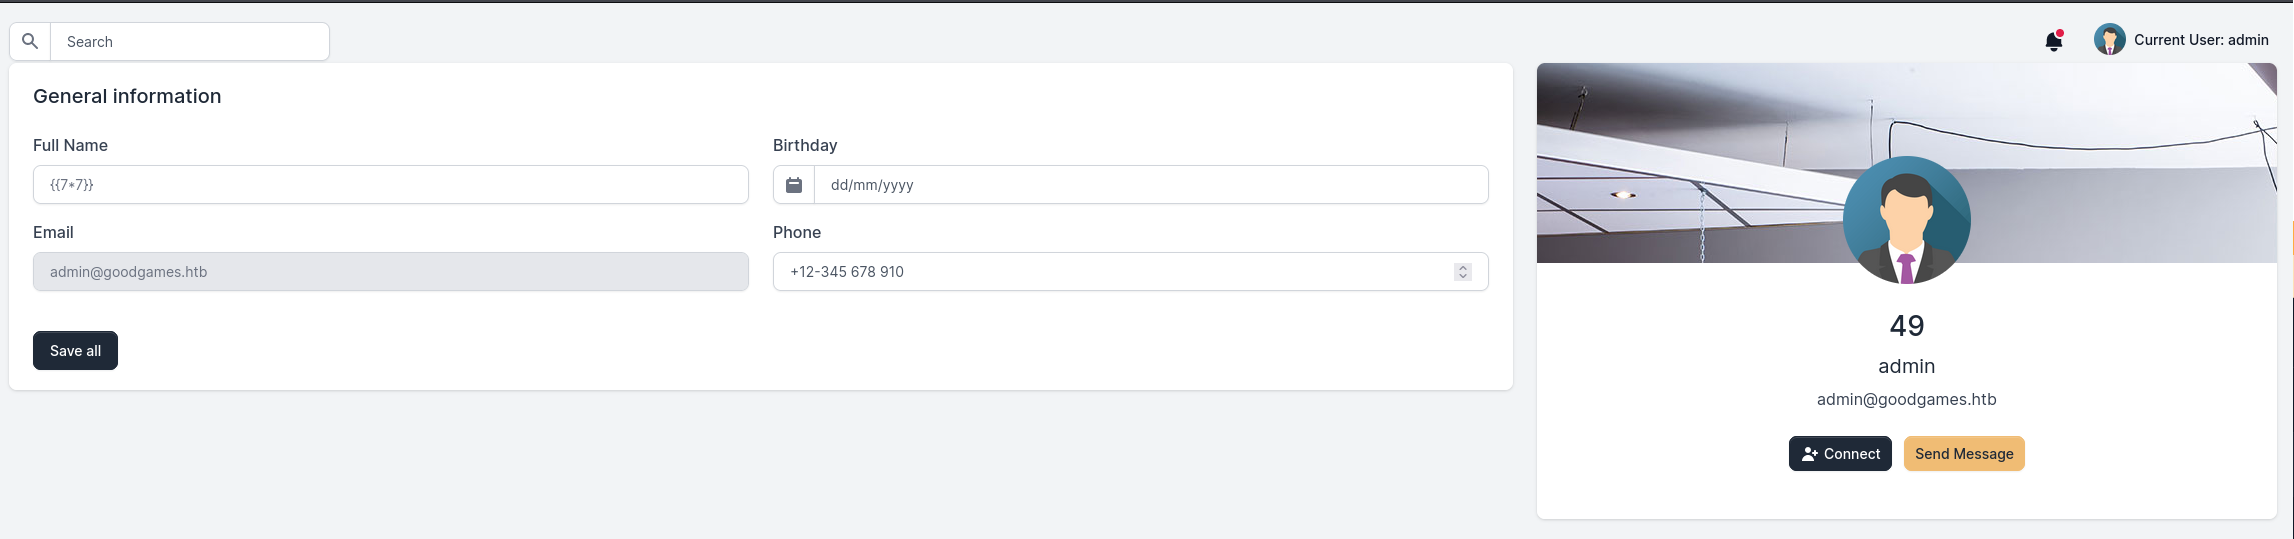 Search
Current User: admin
General information
Full Name
{{7*7}}
Birthday
dd/mm/yyyy
Email
admin@goodgames.htb
Phone
+12-345 678 910
Save all
49
admin
admin@goodgames.htb
Connect
Send Message